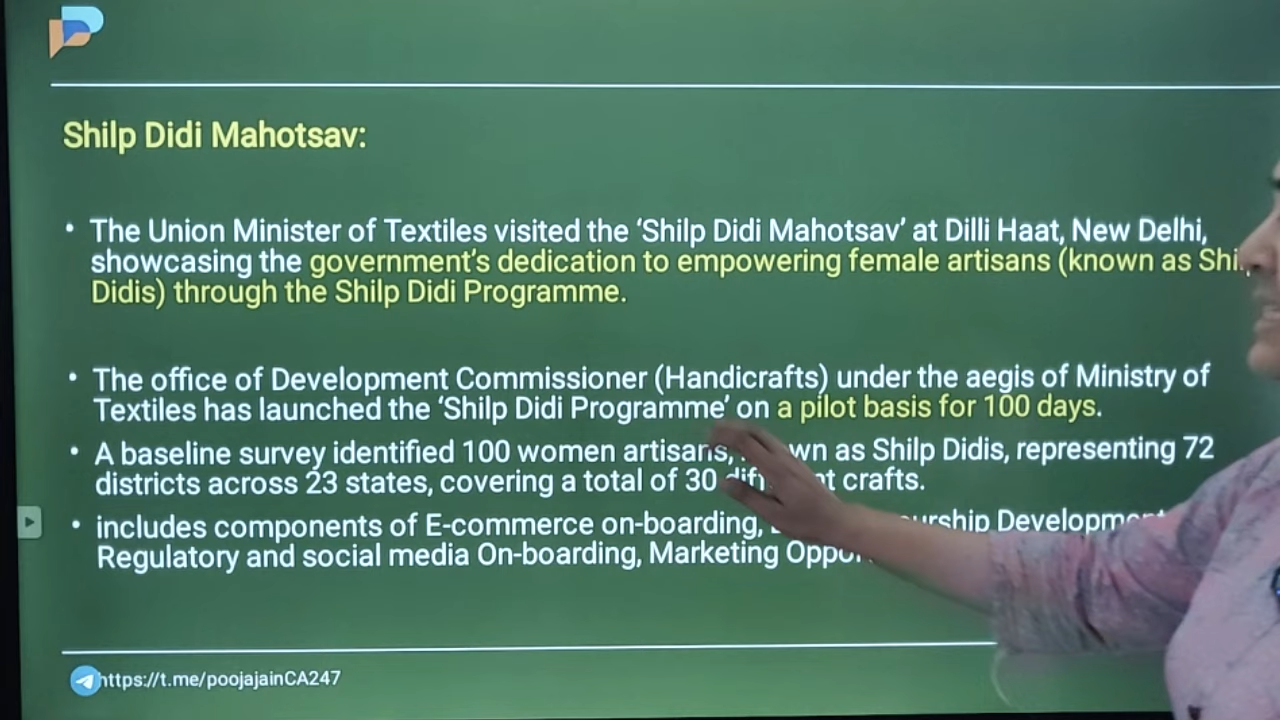 Shilp Didi Mahotsav:
• The Union Minister of Textiles visited the ‘Shilp Didi Mahotsav’ at Dilli Haat, New Delhi,
showcasing the government's dedication to empowering female artisans (known as
Didis) through the Shilp Didi Programme.
• The office of Development Commissioner (Handicrafts) under the aegis of Ministry of
Textiles has launched the ‘Shilp Didi Programme’ on a pilot basis for 100 days.
• A baseline survey identified 100 women artisans, as Shilp Didis, representing 72
districts across 23 states, covering a total of 30 crafts.
• includes components of E-commerce on-boarding,
Regulatory and social media On-boarding, Marketing
https://t.me/poojajainCA247